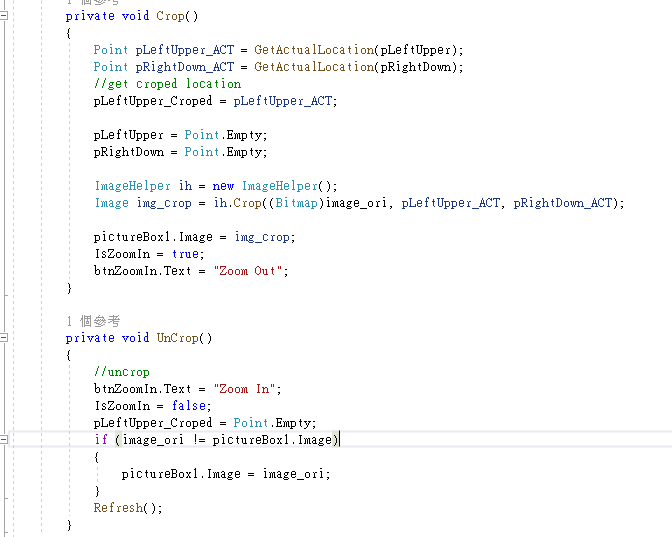 1 個參考
private void Crop()
{
Point pLeftUpper_ACT = GetActualLocation(pLeftUpper);
Point pRightDown_ACT = GetActualLocation(pRightDown);
//get croped location
pLeftUpper_Croped = pLeftUpper_ACT;
pLeftUpper = Point.Empty;
pRightDown = Point.Empty;
ImageHelper ih = new ImageHelper();
Image img_crop = ih.Crop((Bitmap)image_ori, pLeftUpper_ACT, pRightDown_ACT);
pictureBox1.Image = img_crop;
IsZoomIn = true;
btnZoomIn.Text = "Zoom Out";
}
1 個參考
private void UnCrop()
{
//uncrop
btnZoomIn.Text = "Zoom In";
IsZoomIn = false;
pLeftUpper_Croped = Point.Empty;
if (image_ori != pictureBox1.Image)
{
pictureBox1.Image = image_ori;
}
Refresh();
}